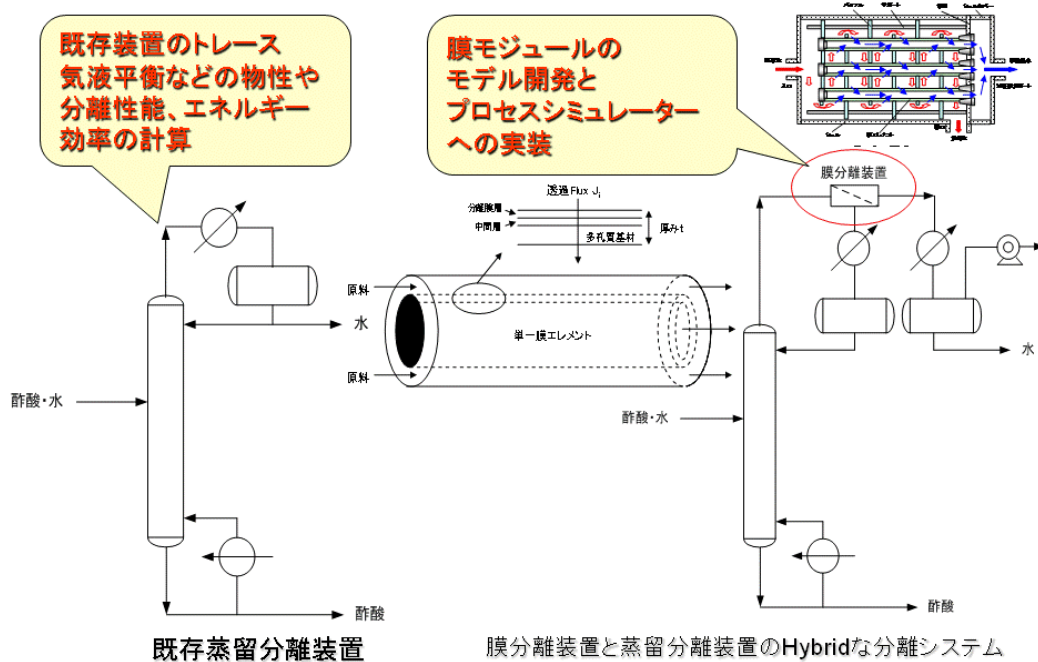 既存装置のトレース
気液平衡などの物性や
分離性能、エネルギー
効率の計算
膜モジュールの
モデル開発と
プロセスシミュレーター
への実装
膜分離装置
透過Flux Ji
分離膜層
中間層
多孔質基材
厚みt
原料
単一膜エレメント
原料
水
酢酸・水
酢酸
水
酢酸・水
酢酸
既存蒸留分離装置
膜分離装置と蒸留分離装置のHybridな分離システム